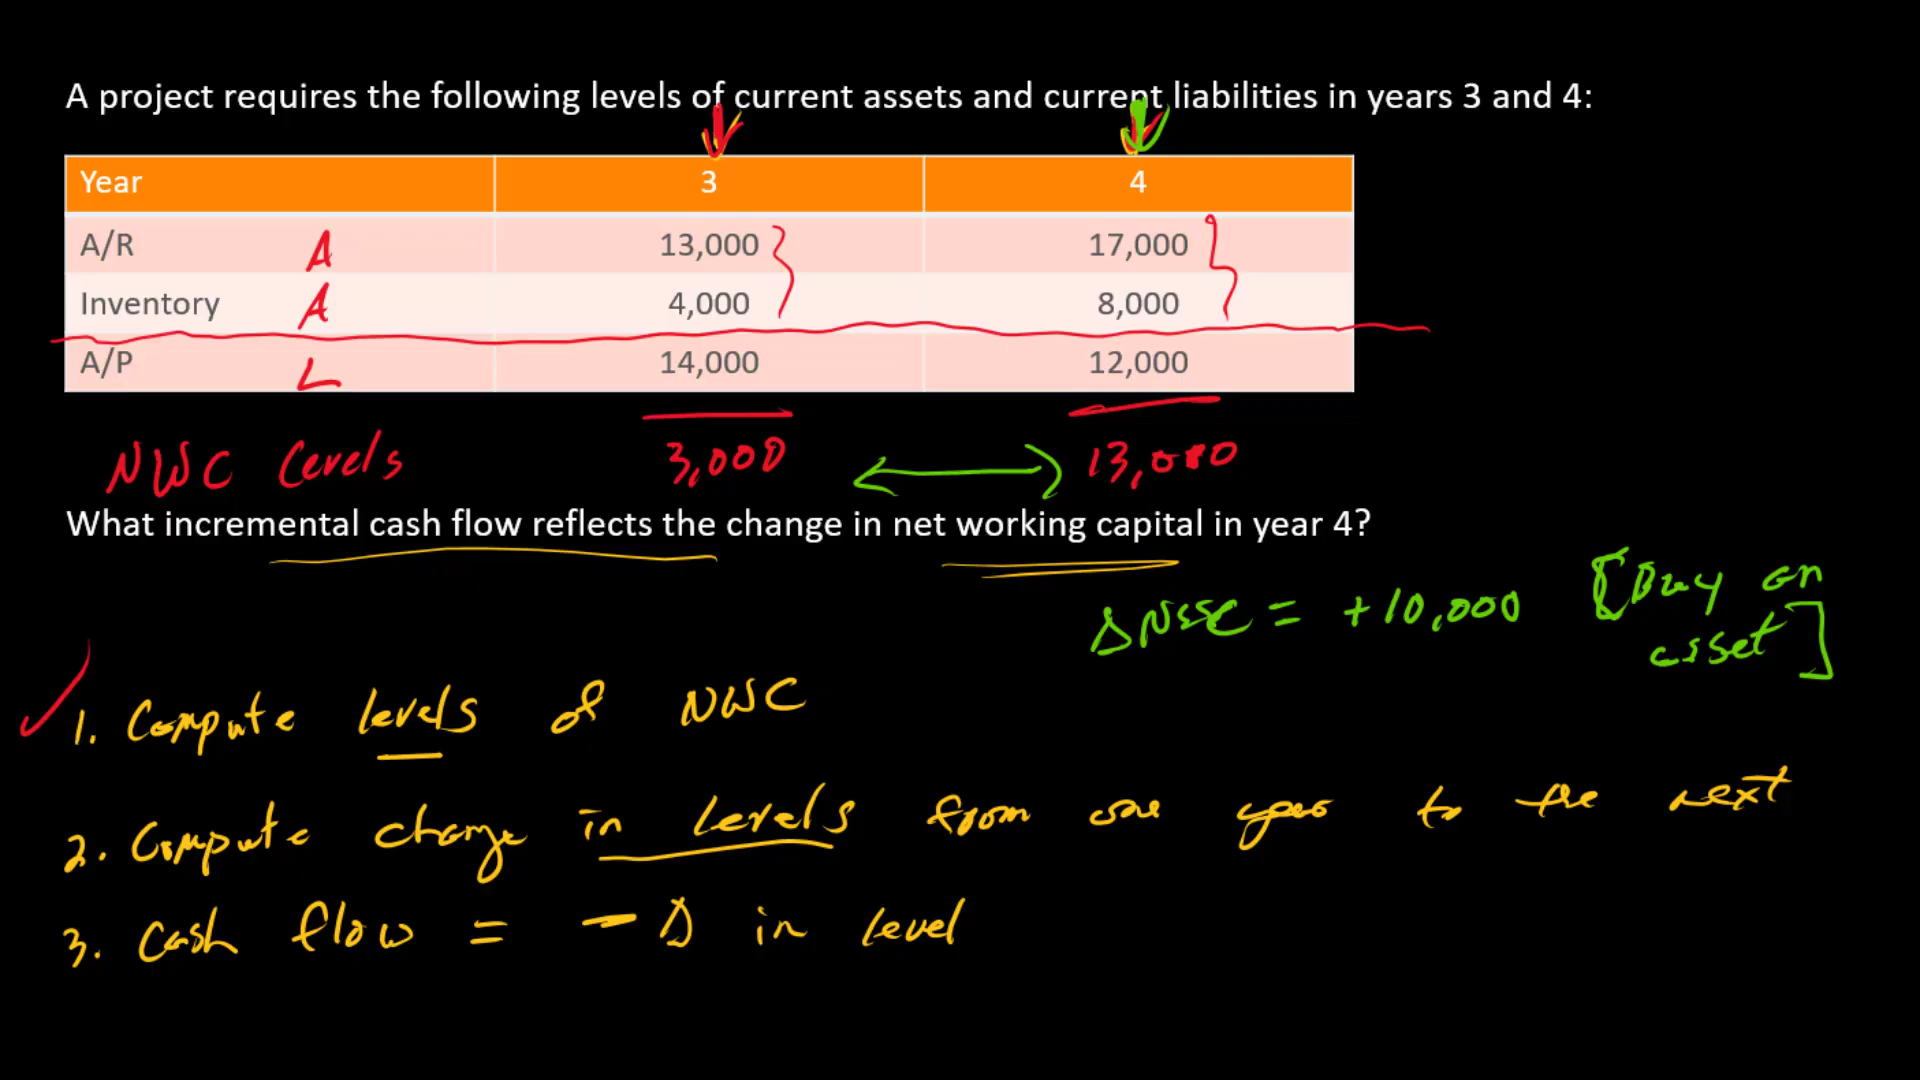 A project requires the following levels of current assets and current liabilities in years 3 and 4:
Year 3 4
A/R A 13,000 17,000
Inventory A 4,000 8,000
A/P L 14,000 12,000
NWC Levels 3,000 13,000
What incremental cash flow reflects the change in net working capital in year 4?
Δ NWC = +10,000 [Buy an
asset]
1. Compute levels of NWC
2. Compute change in levels from one year to the next
3. Cash flow = - Δ in level